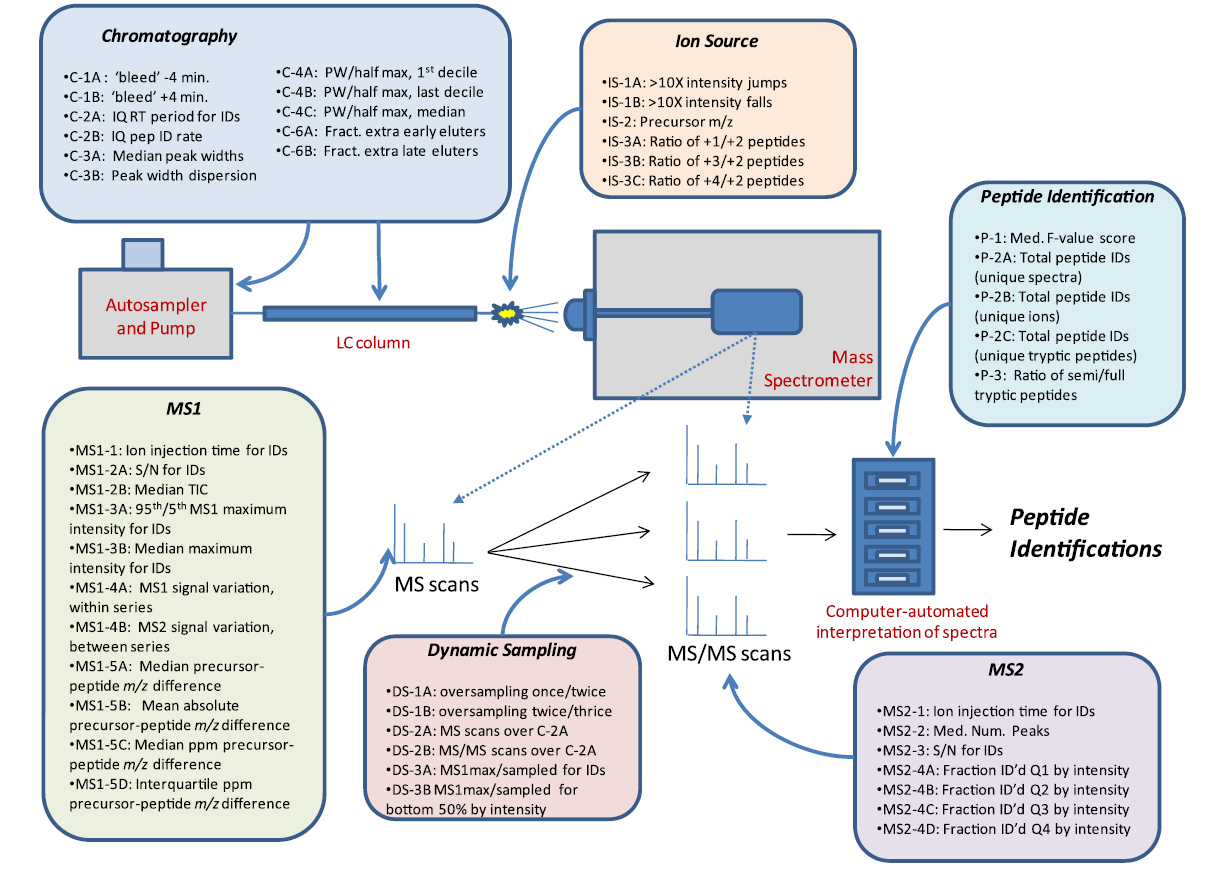 Chromatography
•C-1A : ‘bleed’ -4 min.
•C-1B: ‘bleed’ +4 min.
•C-2A: IQ RT period for IDs
•C-2B: IQ pep ID rate
•C-3A: Median peak widths
•C-3B: Peak width dispersion
•C-4A: PW/half max, 1st decile
•C-4B: PW/half max, last decile
•C-4C: PW/half max, median
•C-6A: Fract. extra early eluters
•C-6B: Fract. extra late eluters
Ion Source
•IS-1A: >10X intensity jumps
•IS-1B: >10X intensity falls
•IS-2: Precursor m/z
•IS-3A: Ratio of +1/+2 peptides
•IS-3B: Ratio of +3/+2 peptides
•IS-3C: Ratio of +4/+2 peptides
Peptide Identification
•P-1: Med. F-value score
•P-2A: Total peptide IDs
(unique spectra)
•P-2B: Total peptide IDs
(unique ions)
•P-2C: Total peptide IDs
(unique tryptic peptides)
•P-3: Ratio of semi/full
tryptic peptides
Autosampler
and Pump
LC column
Mass
Spectrometer
MS1
•MS1-1: Ion injection time for IDs
•MS1-2A: S/N for IDs
•MS1-2B: Median TIC
•MS1-3A: 95th/5th MS1 maximum
intensity for IDs
•MS1-3B: Median maximum
intensity for IDs
•MS1-4A: MS1 signal variation,
within series
•MS1-4B: MS2 signal variation,
between series
•MS1-5A: Median precursor-
peptide m/z difference
•MS1-5B: Mean absolute
precursor-peptide m/z difference
•MS1-5C: Median ppm precursor-
peptide m/z difference
•MS1-5D: Interquartile ppm
precursor-peptide m/z difference
MS scans
MS/MS scans
Computer-automated
interpretation of spectra
Peptide
Identifications
Dynamic Sampling
•DS-1A: oversampling once/twice
•DS-1B: oversampling twice/thrice
•DS-2A: MS scans over C-2A
•DS-2B: MS/MS scans over C-2A
•DS-3A: MS1max/sampled for IDs
•DS-3B MS1max/sampled for
bottom 50% by intensity
MS2
•MS2-1: Ion injection time for IDs
•MS2-2: Med. Num. Peaks
•MS2-3: S/N for IDs
•MS2-4A: Fraction ID’d Q1 by intensity
•MS2-4B: Fraction ID’d Q2 by intensity
•MS2-4C: Fraction ID’d Q3 by intensity
•MS2-4D: Fraction ID’d Q4 by intensity